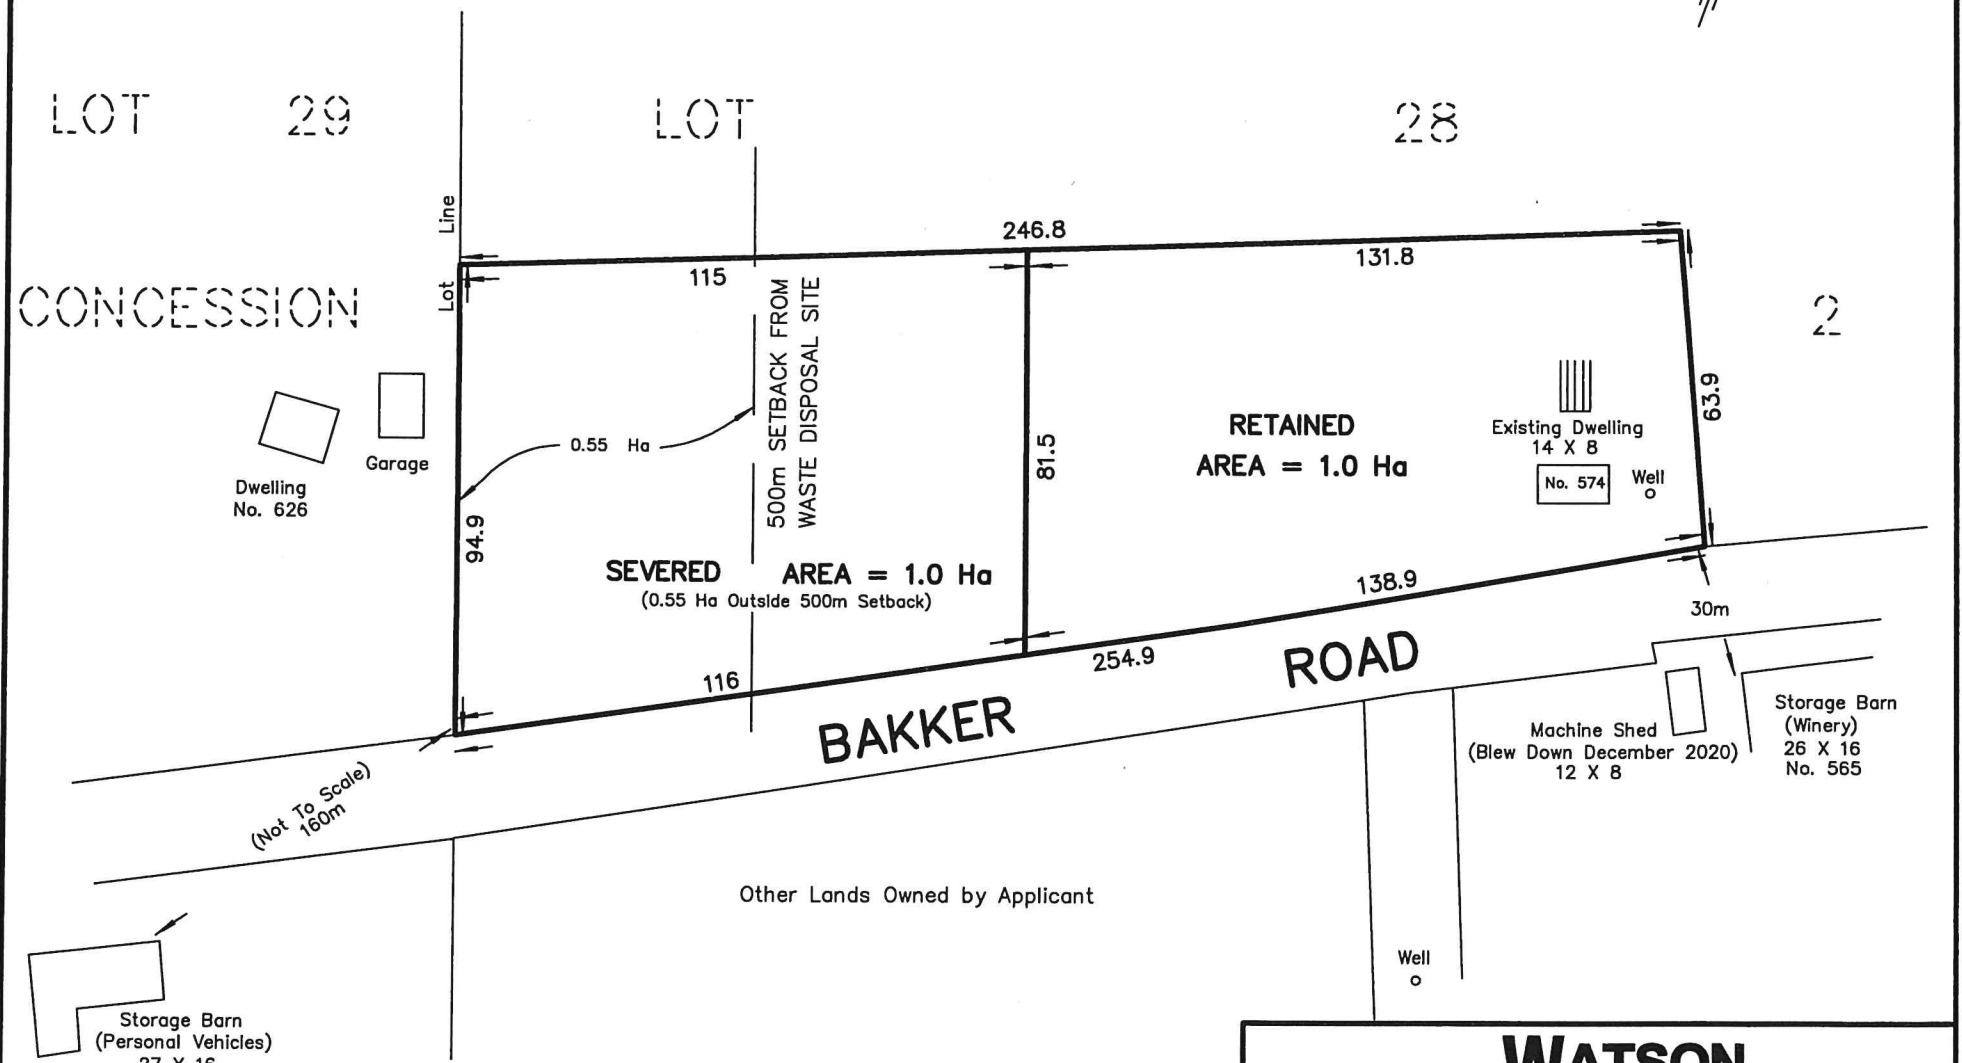 LOT 29
LOT 28
Lot Line
246.8
115
131.8
CONCESSION
2
500m SETBACK FROM
WASTE DISPOSAL SITE
0.55 Ha
94.9
81.5
63.9
Garage
Dwelling
No. 626
RETAINED
AREA = 1.0 Ha
Existing Dwelling
14 X 8
No. 574
Well
SEVERED AREA = 1.0 Ha
(0.55 Ha Outside 500m Setback)
138.9
30m
116
254.9
BAKKER ROAD
(Not To Scale)
160m
Machine Shed
(Blew Down December 2020)
12 X 8
Storage Barn
(Winery)
26 X 16
No. 565
Other Lands Owned by Applicant
Well
Storage Barn
(Personal Vehicles)
27 X 16
WATSON